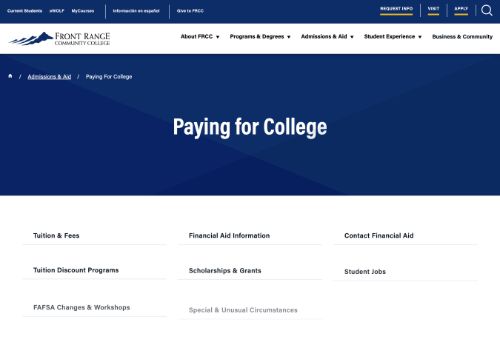 Current Students eWOLF MyCourses Información en español Give to FRCC REQUEST INFO VISIT APPLY
FRONT RANGE
COMMUNITY COLLEGE
About FRCC ▼ Programs & Degrees ▼ Admissions & Aid ▼ Student Experience ▼ Business & Community
/ Admissions & Aid / Paying For College
Paying for College
Tuition & Fees Financial Aid Information Contact Financial Aid
Tuition Discount Programs Scholarships & Grants Student Jobs
FAFSA Changes & Workshops Special & Unusual Circumstances